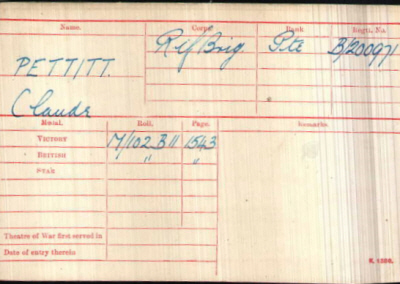 Name. Corps. Rank Regtl. No.
PETTITT. Rif Brig. Pte B/200971
Claude
Medal. Roll. Page. Remarks
VICTORY M/102 B11 1543
BRITISH " "
STAR
Theatre of War first served in
Date of entry therein
K. 1380.